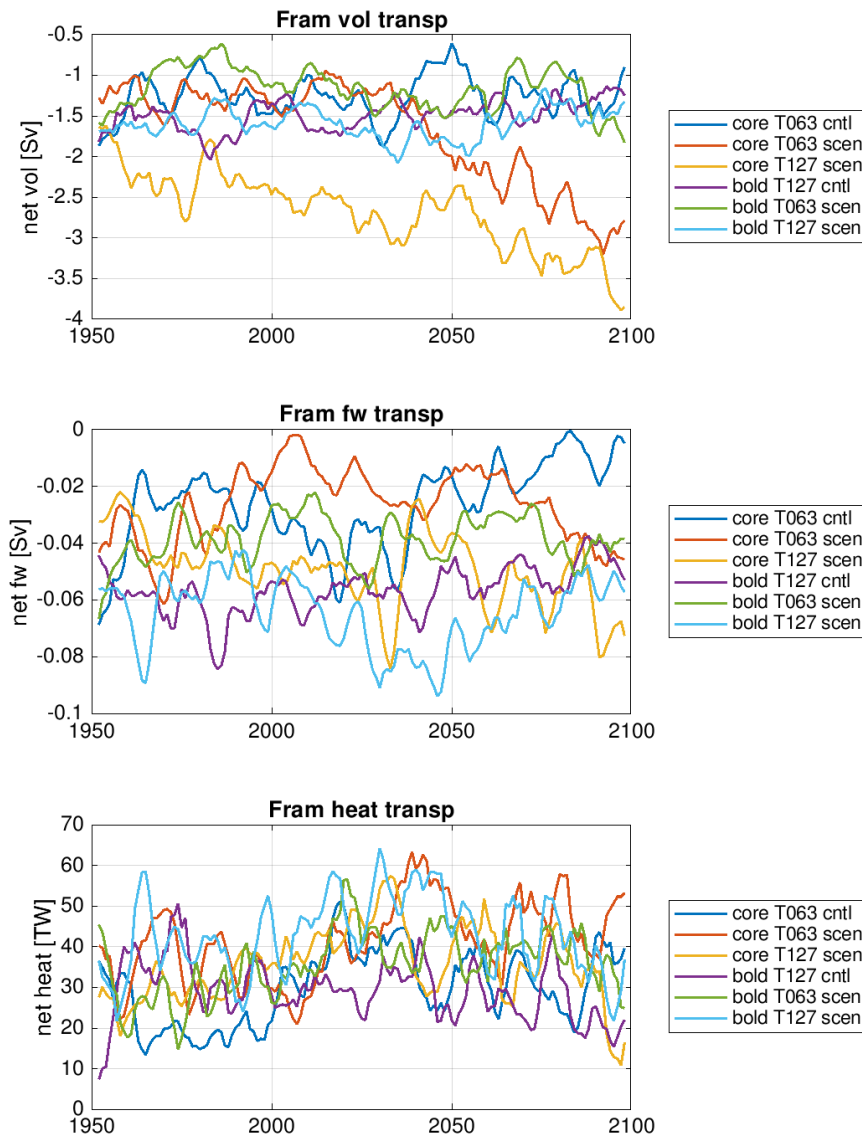 Fram vol transp
net vol [Sv]
-0.5
-1
-1.5
-2
-2.5
-3
-3.5
-4
1950
2000
2050
2100
core T063 cntl
core T063 scen
core T127 scen
bold T127 cntl
bold T063 scen
bold T127 scen
Fram fw transp
net fw [Sv]
0
-0.02
-0.04
-0.06
-0.08
-0.1
1950
2000
2050
2100
core T063 cntl
core T063 scen
core T127 scen
bold T127 cntl
bold T063 scen
bold T127 scen
Fram heat transp
net heat [TW]
70
60
50
40
30
20
10
0
1950
2000
2050
2100
core T063 cntl
core T063 scen
core T127 scen
bold T127 cntl
bold T063 scen
bold T127 scen